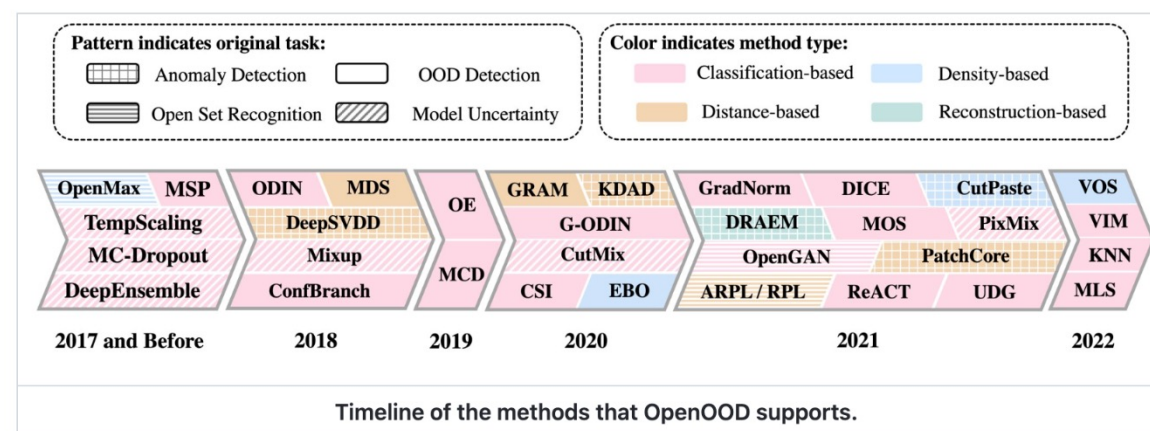 Pattern indicates original task:
Anomaly Detection OOD Detection
Open Set Recognition Model Uncertainty
Color indicates method type:
Classification-based Density-based
Distance-based Reconstruction-based
OpenMax MSP
TempScaling
MC-Dropout
DeepEnsemble
2017 and Before
ODIN MDS
DeepSVDD
Mixup
ConfBranch
2018
OE
MCD
2019
GRAM KDAD
G-ODIN
CutMix
CSI EBO
2020
GradNorm DICE CutPaste
DRAEM MOS PixMix
OpenGAN PatchCore
ARPL / RPL ReACT UDG
2021
VOS
VIM
KNN
MLS
2022
Timeline of the methods that OpenOOD supports.